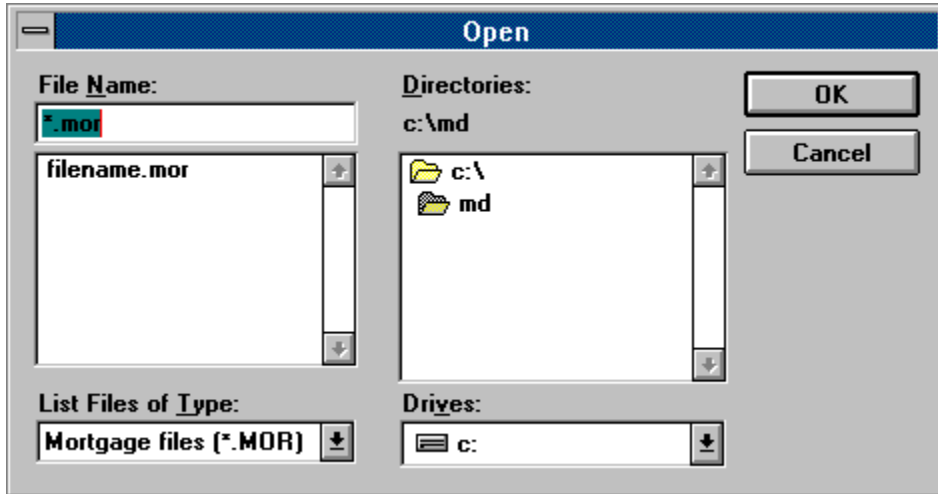 Open
File Name:
*.mor
filename.mor
List Files of Type:
Mortgage files (*.MOR)
Directories:
c:\md
c:\
md
Drives:
c:
OK
Cancel